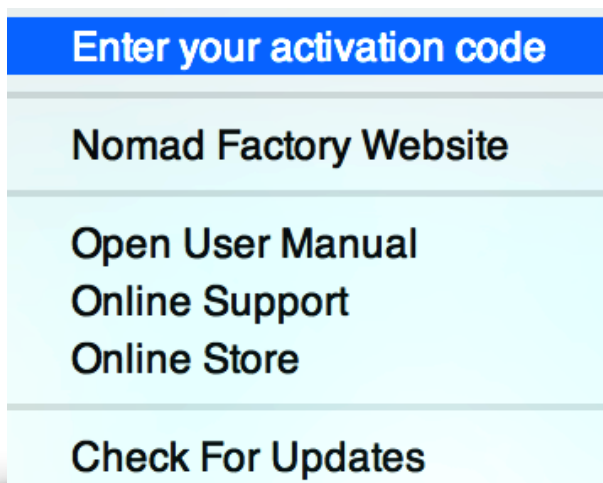 Enter your activation code
Nomad Factory Website
Open User Manual
Online Support
Online Store
Check For Updates